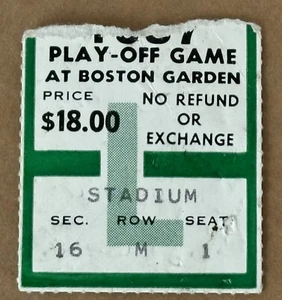 PLAY-OFF GAME
AT BOSTON GARDEN
PRICE NO REFUND
$18.00 OR
EXCHANGE
L
STADIUM
SEC. ROW SEAT
16 M 1